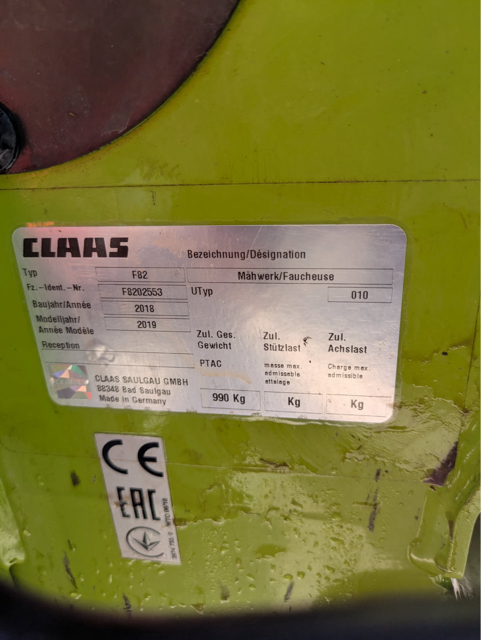 CLAAS
Bezeichnung/Désignation
Typ F82 Mähwerk/Faucheuse
Fz.-Ident.-Nr. F8202553 UTyp 010
Baujahr/Année 2018
Modelljahr/
Année Modèle 2019
Reception
Zul. Ges. Gewicht
PTAC
990 Kg
Zul. Stützlast
masse max.
admissible
attelage
Kg
Zul. Achslast
Charge max.
admissible
Kg
CLAAS SAULGAU GMBH
88348 Bad Saulgau
Made in Germany
CE
EAC